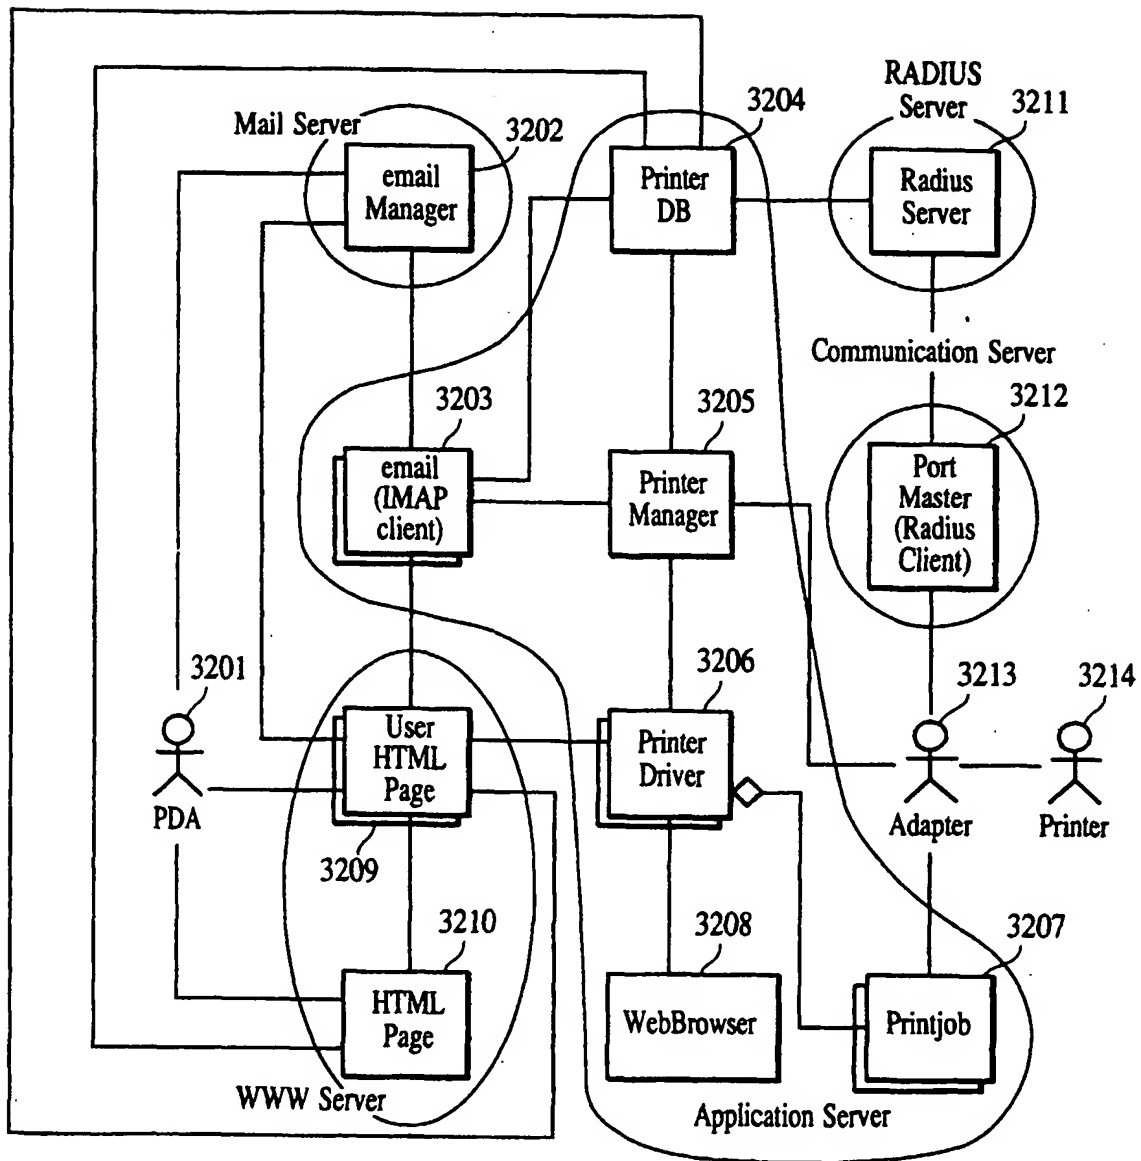 RADIUS
Server
3211
3204
Mail Server
3202
email
Manager
Printer
DB
Radius
Server
Communication Server
3203
3205
3212
email
(IMAP
client)
Printer
Manager
Port
Master
(Radius
Client)
3201
3206
3213
3214
User
HTML
Page
Printer
Driver
PDA
Adapter
Printer
3209
3210
3208
3207
HTML
Page
WebBrowser
Printjob
WWW Server
Application Server